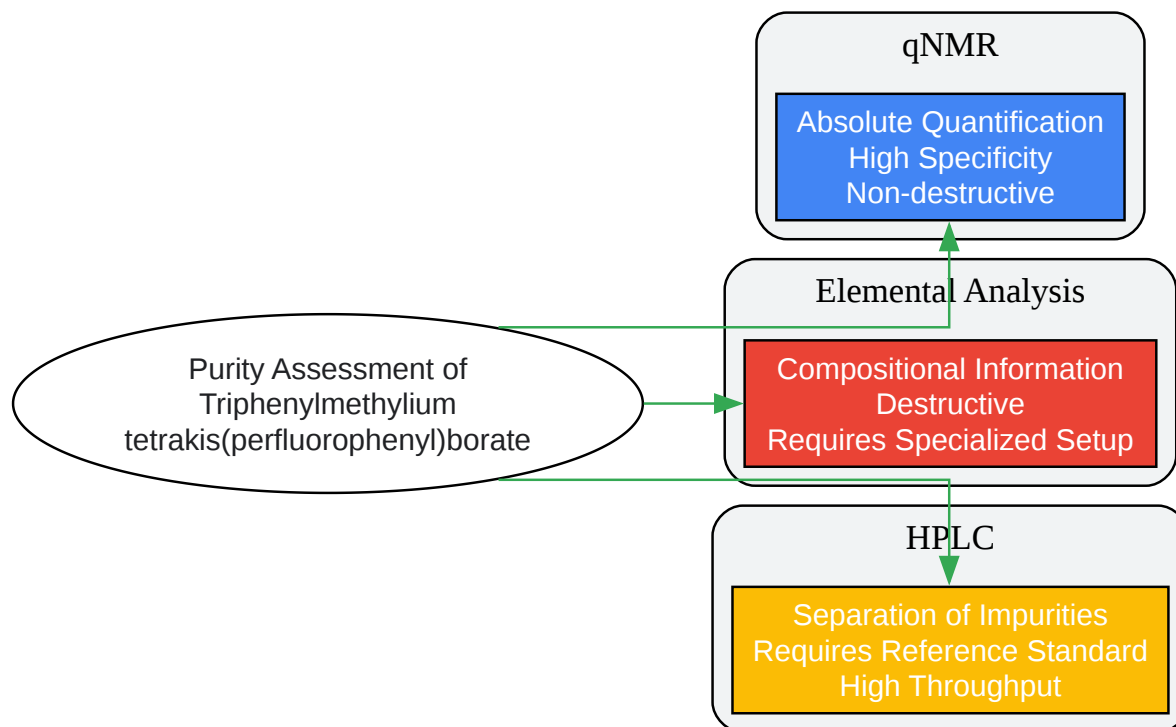 qNMR
Absolute Quantification
High Specificity
Non-destructive
Elemental Analysis
Compositional Information
Destructive
Requires Specialized Setup
Purity Assessment of
Triphenylmethylium
tetrakis(perfluorophenyl)borate
HPLC
Separation of Impurities
Requires Reference Standard
High Throughput